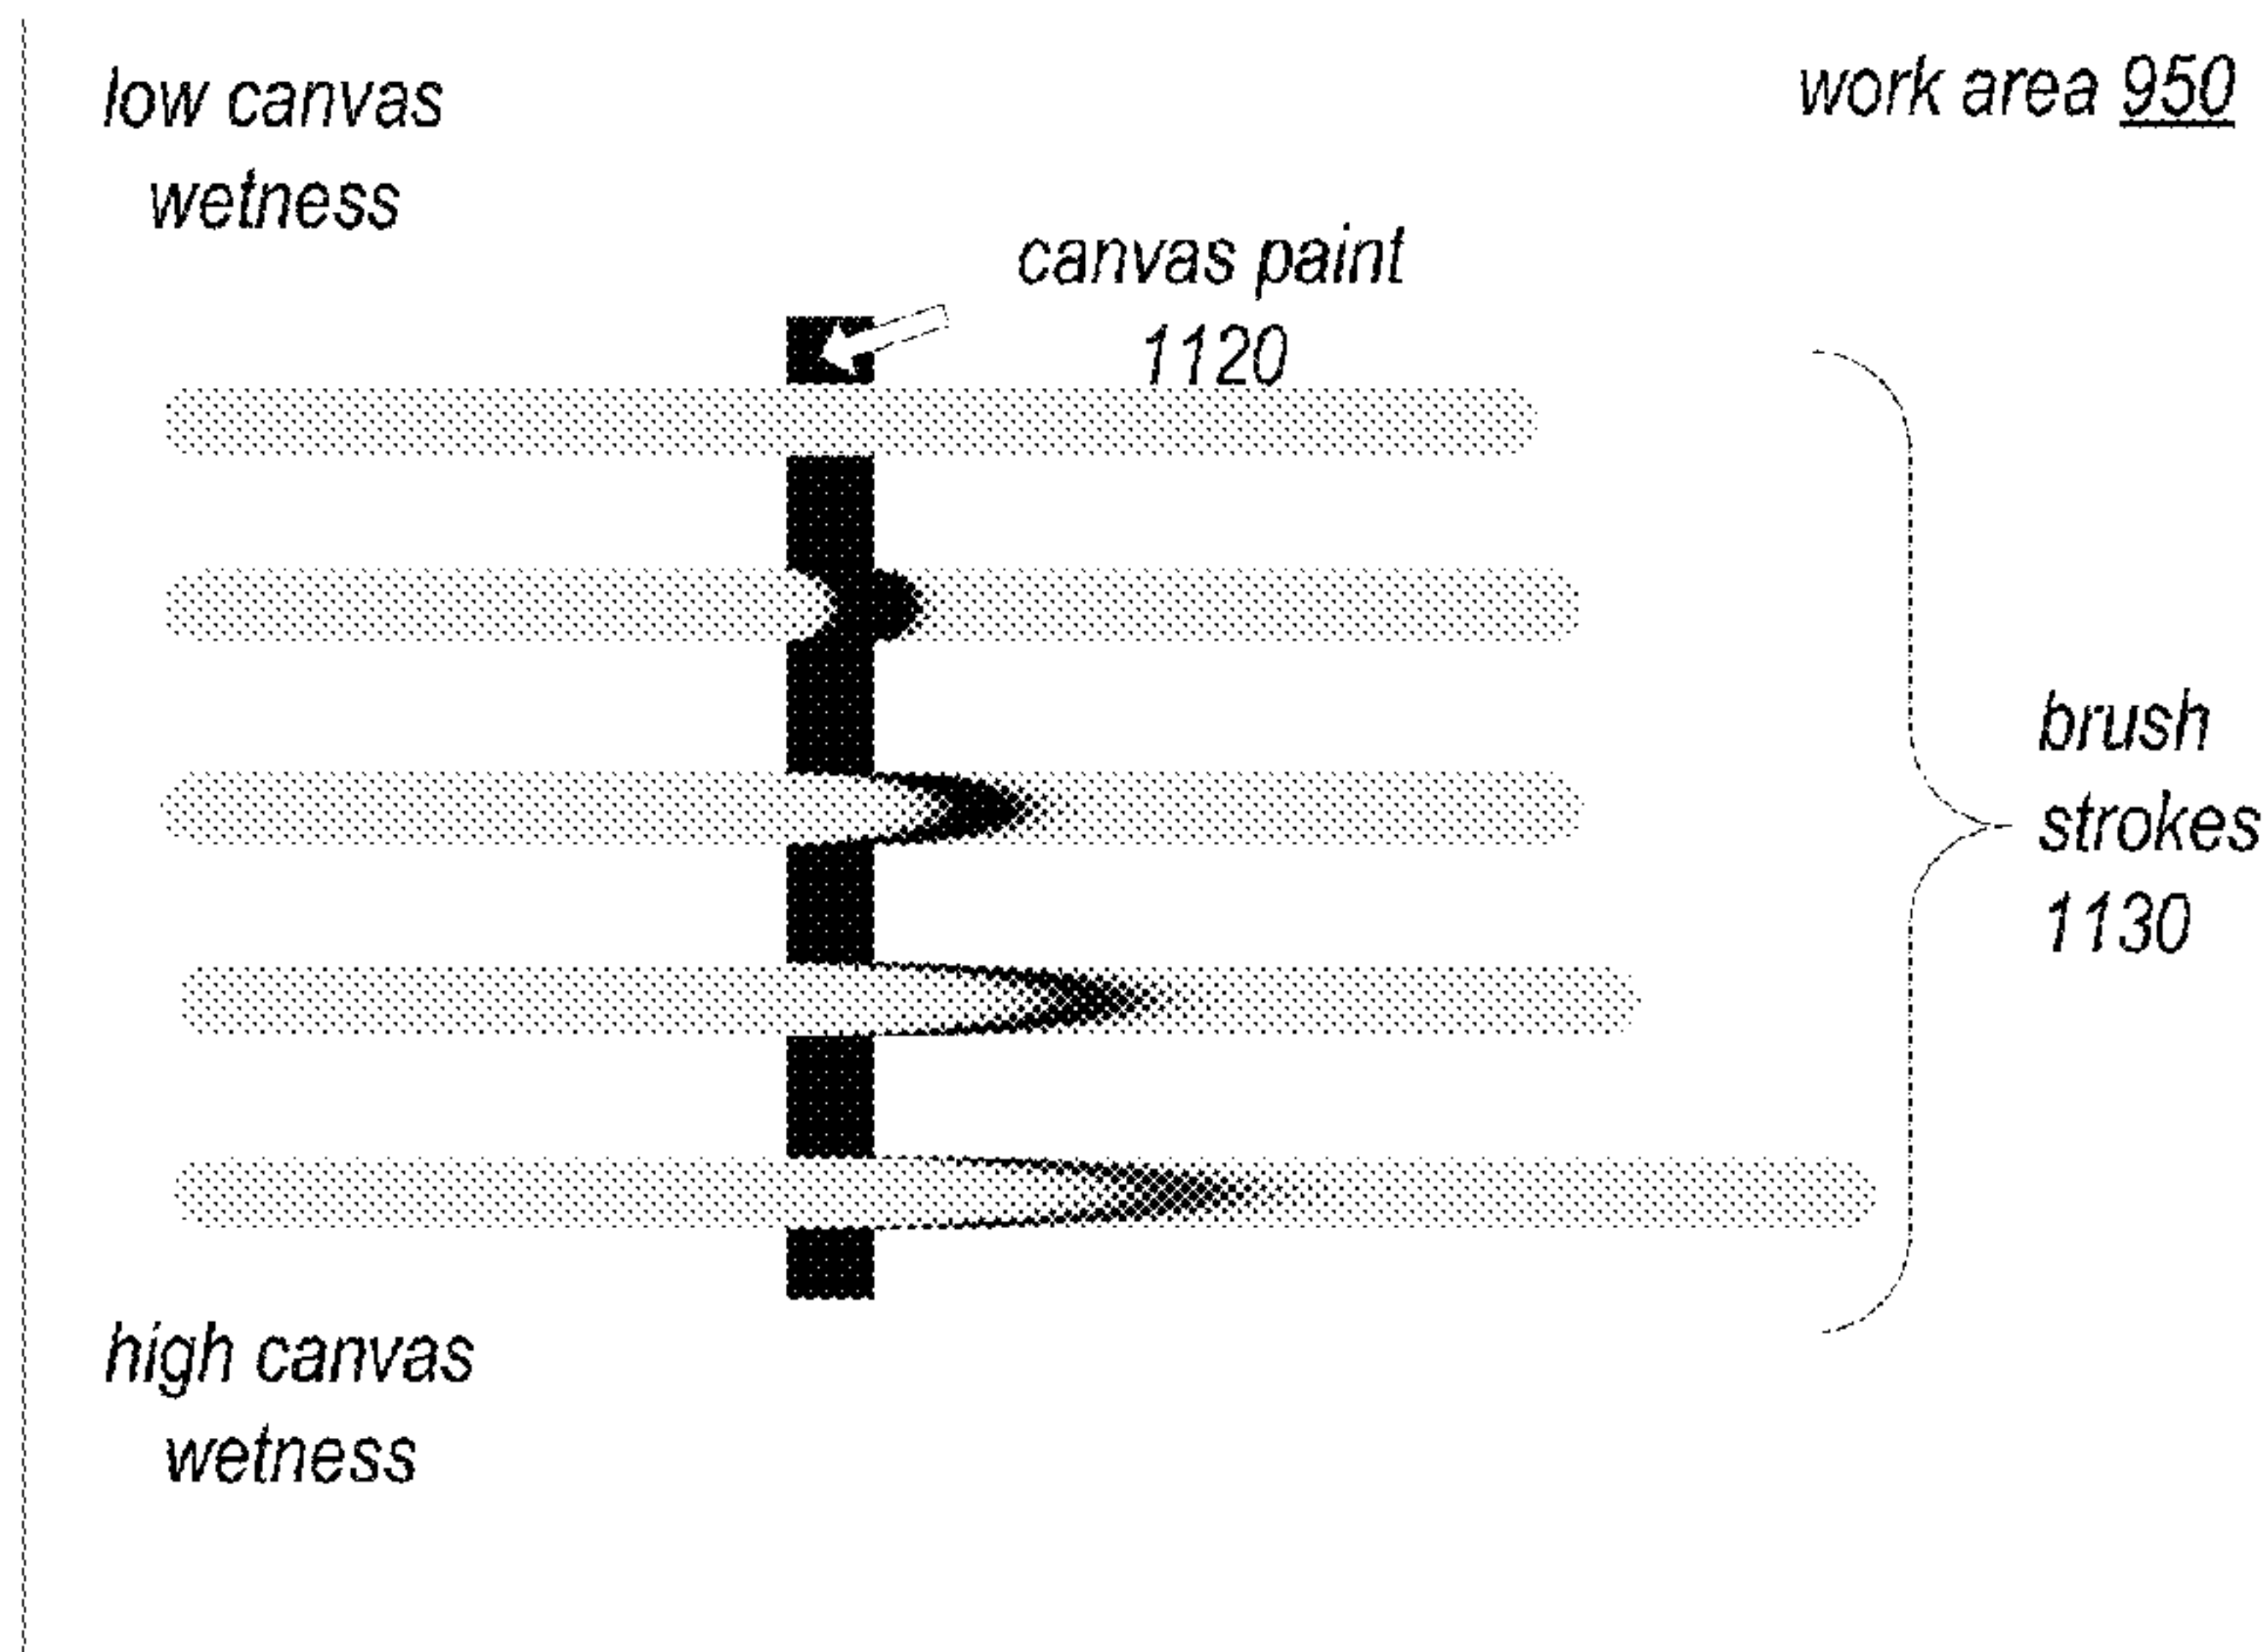 low canvas
wetness
work area 950
canvas paint
1120
brush
strokes
1130
high canvas
wetness